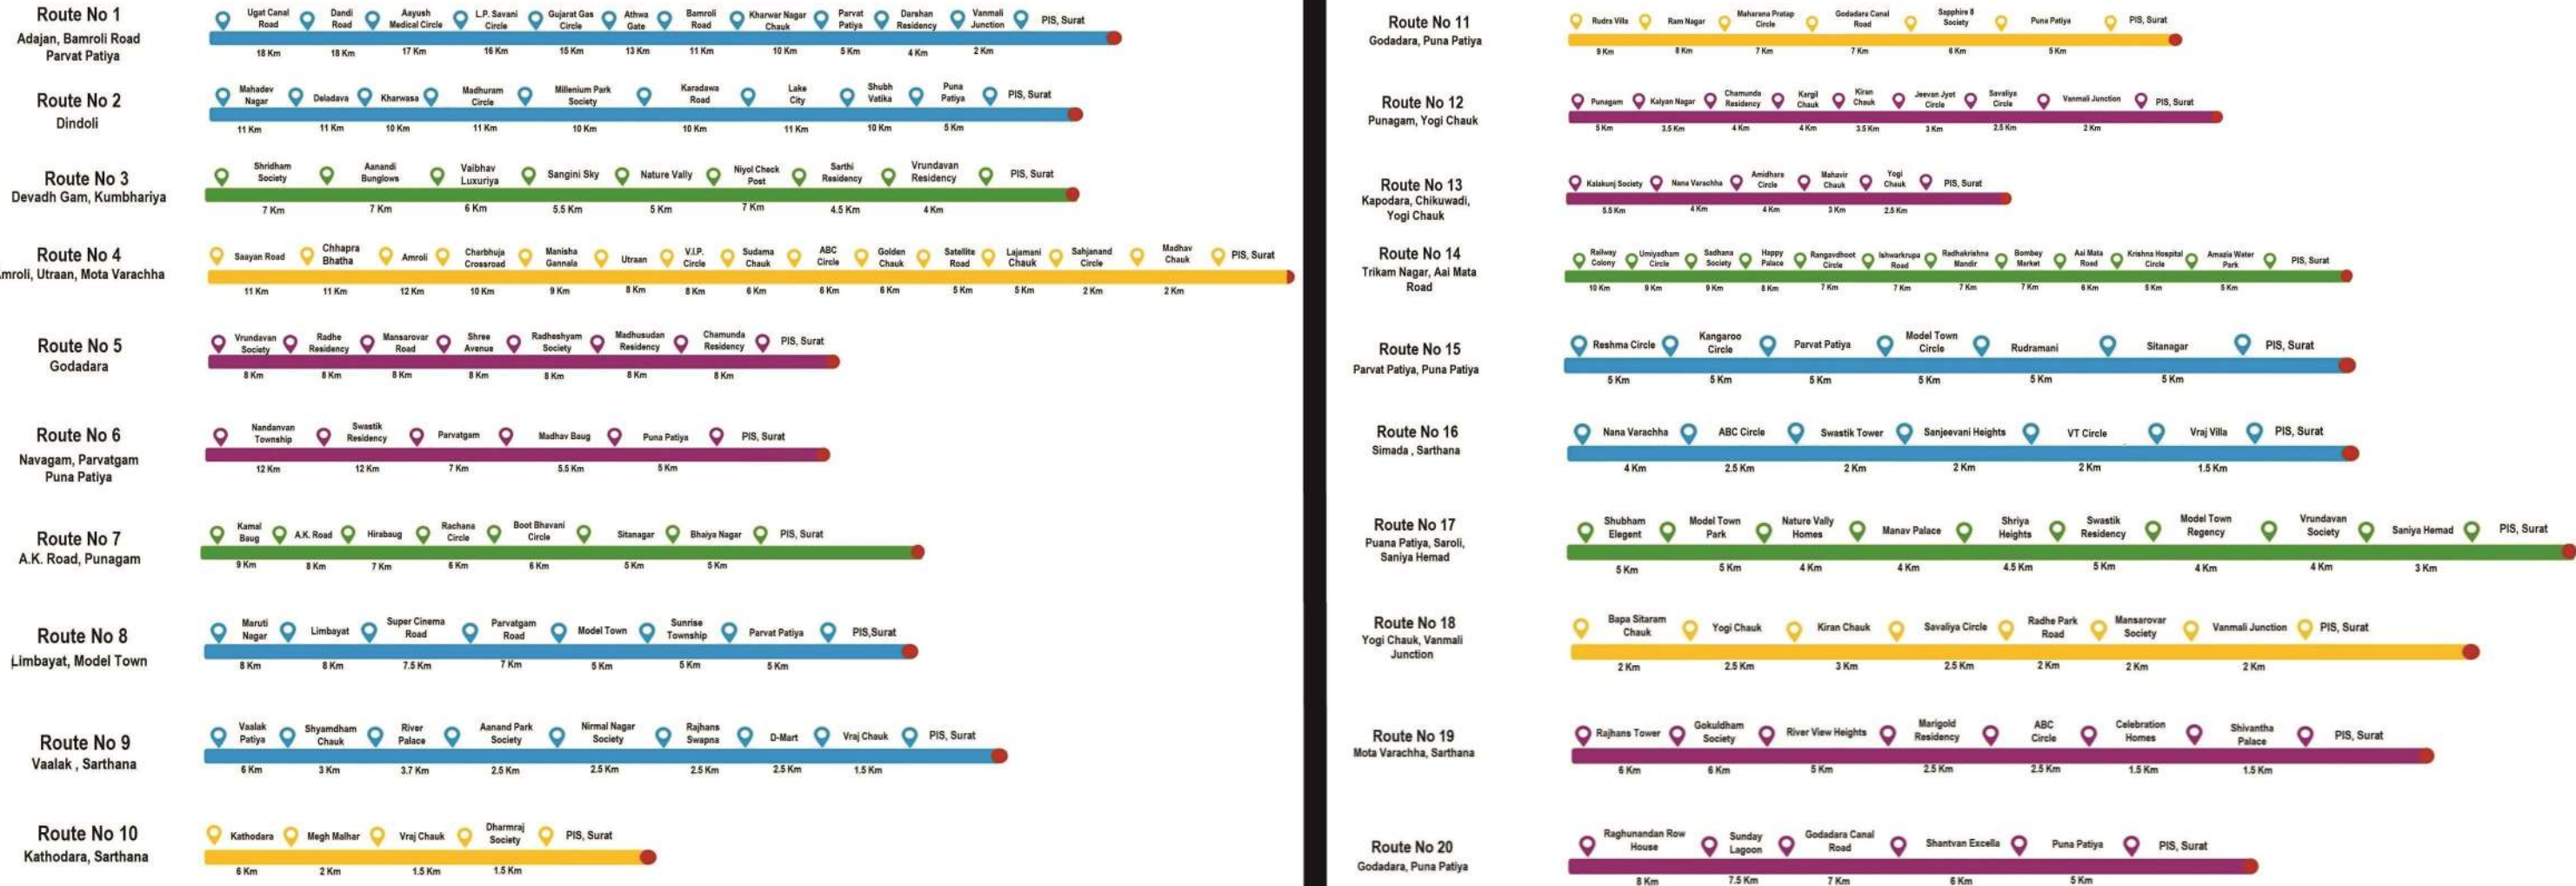 Route No 1
Adajan, Bamroli Road
Parvat Patiya
Ugat Canal Road
Dandi Road
Aayush Medical Circle
L.P. Savani Circle
Gujarat Gas Circle
Athwa Gate
Bamroli Road
Kharwar Nagar Chauk
Parvat Patiya
Darshan Residency
Vanmali Junction
PIS, Surat
18 Km 18 Km 17 Km 16 Km 15 Km 13 Km 11 Km 10 Km 5 Km 4 Km 2 Km
Route No 2
Dindoli
Mahadev Nagar
Deladava
Kharwasa
Madhuram Circle
Millenium Park Society
Karadawa Road
Lake City
Shubh Vatika
Puna Patiya
PIS, Surat
11 Km 11 Km 10 Km 11 Km 10 Km 10 Km 11 Km 10 Km 5 Km
Route No 3
Devadh Gam, Kumbhariya
Shridham Society
Aanandi Bunglows
Vaibhav Luxuriya
Sangini Sky
Nature Vally
Niyol Check Post
Sarthi Residency
Vrundavan Residency
PIS, Surat
7 Km 7 Km 6 Km 5.5 Km 5 Km 7 Km 4.5 Km 4 Km
Route No 4
mroli, Utraan, Mota Varachha
Saayan Road
Chhapra Bhatha
Amroli
Charbhuja Crossroad
Manisha Gannala
Utraan
V.I.P. Circle
Sudama Chauk
ABC Circle
Golden Chauk
Satellite Road
Lajamani Chauk
Sahjanand Circle
Madhav Chauk
PIS, Surat
11 Km 11 Km 12 Km 10 Km 9 Km 8 Km 8 Km 6 Km 6 Km 6 Km 5 Km 5 Km 2 Km 2 Km
Route No 5
Godadara
Vrundavan Society
Radhe Residency
Mansarovar Road
Shree Avenue
Radheshyam Society
Madhusudan Residency
Chamunda Residency
PIS, Surat
8 Km 8 Km 8 Km 8 Km 8 Km 8 Km 8 Km
Route No 6
Navagam, Parvatgam
Puna Patiya
Nandanvan Township
Swastik Residency
Parvatgam
Madhav Baug
Puna Patiya
PIS, Surat
12 Km 12 Km 7 Km 5.5 Km 5 Km
Route No 7
A.K. Road, Punagam
Kamal Baug
A.K. Road
Hirabaug
Rachana Circle
Boot Bhavani Circle
Sitanagar
Bhaiya Nagar
PIS, Surat
9 Km 8 Km 7 Km 6 Km 6 Km 5 Km 5 Km
Route No 8
Limbayat, Model Town
Maruti Nagar
Limbayat
Super Cinema Road
Parvatgam Road
Model Town
Sunrise Township
Parvat Patiya
PIS,Surat
8 Km 8 Km 7.5 Km 7 Km 5 Km 5 Km 5 Km
Route No 9
Vaalak , Sarthana
Vaalak Patiya
Shyamdham Chauk
River Palace
Aanand Park Society
Nirmal Nagar Society
Rajhans Swapna
D-Mart
Vraj Chauk
PIS, Surat
6 Km 3 Km 3.7 Km 2.5 Km 2.5 Km 2.5 Km 2.5 Km 1.5 Km
Route No 10
Kathodara, Sarthana
Kathodara
Megh Malhar
Vraj Chauk
Dharmraj Society
PIS, Surat
6 Km 2 Km 1.5 Km 1.5 Km
Route No 11
Godadara, Puna Patiya
Rudra Villa
Ram Nagar
Maharana Pratap Circle
Godadara Canal Road
Sapphire 8 Society
Puna Patiya
PIS, Surat
9 Km 8 Km 7 Km 7 Km 6 Km 5 Km
Route No 12
Punagam, Yogi Chauk
Punagam
Kalyan Nagar
Chamunda Residency
Kargil Chauk
Kiran Chauk
Jeevan Jyot Circle
Savaliya Circle
Vanmali Junction
PIS, Surat
5 Km 3.5 Km 4 Km 4 Km 3.5 Km 3 Km 2.5 Km 2 Km
Route No 13
Kapodara, Chikuwadi,
Yogi Chauk
Kalakunj Society
Nana Varachha
Amidhara Circle
Mahavir Chauk
Yogi Chauk
PIS, Surat
5.5 Km 4 Km 4 Km 3 Km 2.5 Km
Route No 14
Trikam Nagar, Aai Mata
Road
Railway Colony
Umiyadham Circle
Sadhana Society
Happy Palace
Rangavdhoot Circle
Ishwarkrupa Road
Radhakrishna Mandir
Bombay Market
Aai Mata Road
Krishna Hospital Circle
Amazia Water Park
PIS, Surat
10 Km 9 Km 9 Km 8 Km 7 Km 7 Km 7 Km 7 Km 6 Km 5 Km 5 Km
Route No 15
Parvat Patiya, Puna Patiya
Reshma Circle
Kangaroo Circle
Parvat Patiya
Model Town Circle
Rudramani
Sitanagar
PIS, Surat
5 Km 5 Km 5 Km 5 Km 5 Km 5 Km
Route No 16
Simada , Sarthana
Nana Varachha
ABC Circle
Swastik Tower
Sanjeevani Heights
VT Circle
Vraj Villa
PIS, Surat
4 Km 2.5 Km 2 Km 2 Km 2 Km 1.5 Km
Route No 17
Puana Patiya, Saroli,
Saniya Hemad
Shubham Elegent
Model Town Park
Nature Vally Homes
Manav Palace
Shriya Heights
Swastik Residency
Model Town Regency
Vrundavan Society
Saniya Hemad
PIS, Surat
5 Km 5 Km 4 Km 4 Km 4.5 Km 5 Km 4 Km 4 Km 3 Km
Route No 18
Yogi Chauk, Vanmali
Junction
Bapa Sitaram Chauk
Yogi Chauk
Kiran Chauk
Savaliya Circle
Radhe Park Road
Mansarovar Society
Vanmali Junction
PIS, Surat
2 Km 2.5 Km 3 Km 2.5 Km 2 Km 2 Km 2 Km
Route No 19
Mota Varachha, Sarthana
Rajhans Tower
Gokuldham Society
River View Heights
Marigold Residency
ABC Circle
Celebration Homes
Shivantha Palace
PIS, Surat
6 Km 6 Km 5 Km 2.5 Km 2.5 Km 1.5 Km 1.5 Km
Route No 20
Godadara, Puna Patiya
Raghunandan Row House
Sunday Lagoon
Godadara Canal Road
Shantvan Excella
Puna Patiya
PIS, Surat
8 Km 7.5 Km 7 Km 6 Km 5 Km